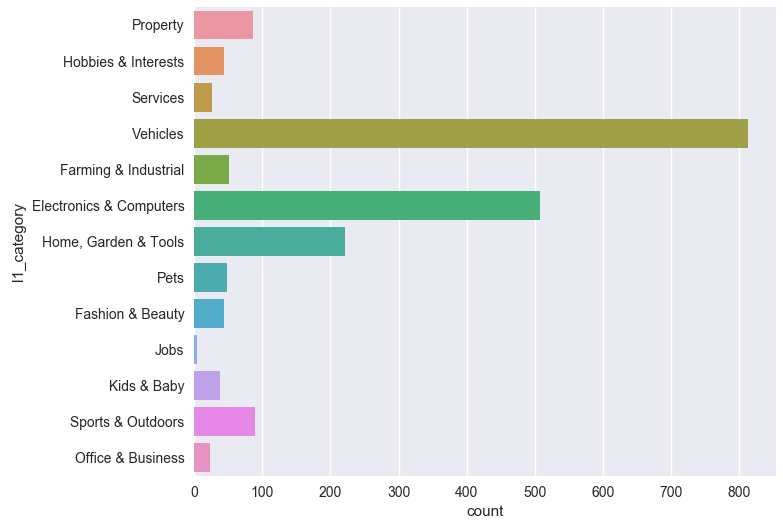 Property
Hobbies & Interests
Services
Vehicles
Farming & Industrial
Electronics & Computers
Home, Garden & Tools
Pets
Fashion & Beauty
Jobs
Kids & Baby
Sports & Outdoors
Office & Business
l1_category
0 100 200 300 400 500 600 700 800
count